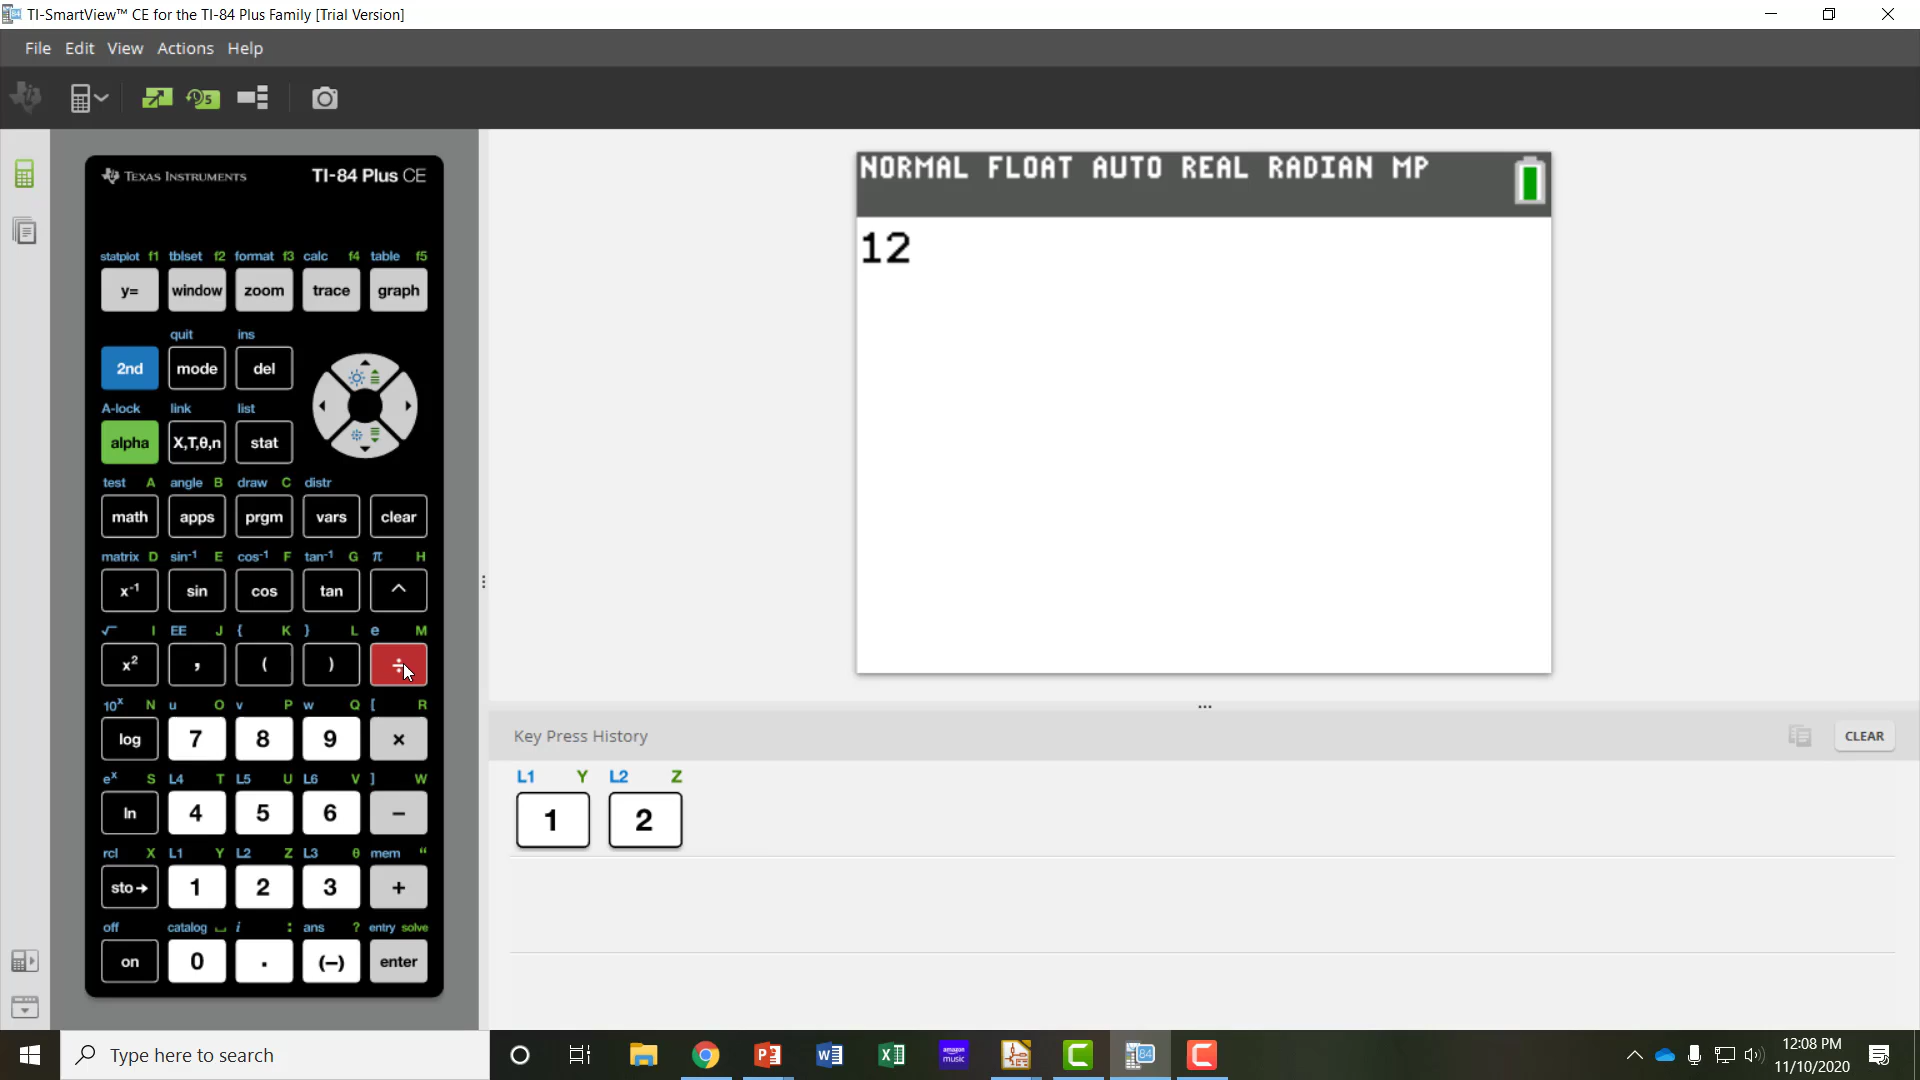 TI-SmartView™ CE for the TI-84 Plus Family [Trial Version]
File Edit View Actions Help
TEXAS INSTRUMENTS TI-84 Plus CE
statplot f1 tblset f2 format f3 calc f4 table f5
y= window zoom trace graph
quit ins
2nd mode del
A-lock link list
alpha X,T,θ,n stat
test A angle B draw C distr
math apps prgm vars clear
matrix D sin⁻¹ E cos⁻¹ F tan⁻¹ G π H
x⁻¹ sin cos tan ^
√ I EE J { K } L e M
x² , ( ) ÷
10ˣ N u O v P w Q [ R
log 7 8 9 ×
eˣ S L4 T L5 U L6 V ] W
ln 4 5 6 −
rcl X L1 Y L2 Z L3 θ mem “
sto→ 1 2 3 +
off catalog ⎵ i : ans ? entry solve
on 0 . (–) enter
NORMAL FLOAT AUTO REAL RADIAN MP
12
Key Press History CLEAR
L1 Y L2 Z
1 2
Type here to search
amazon music
84
12:08 PM
11/10/2020